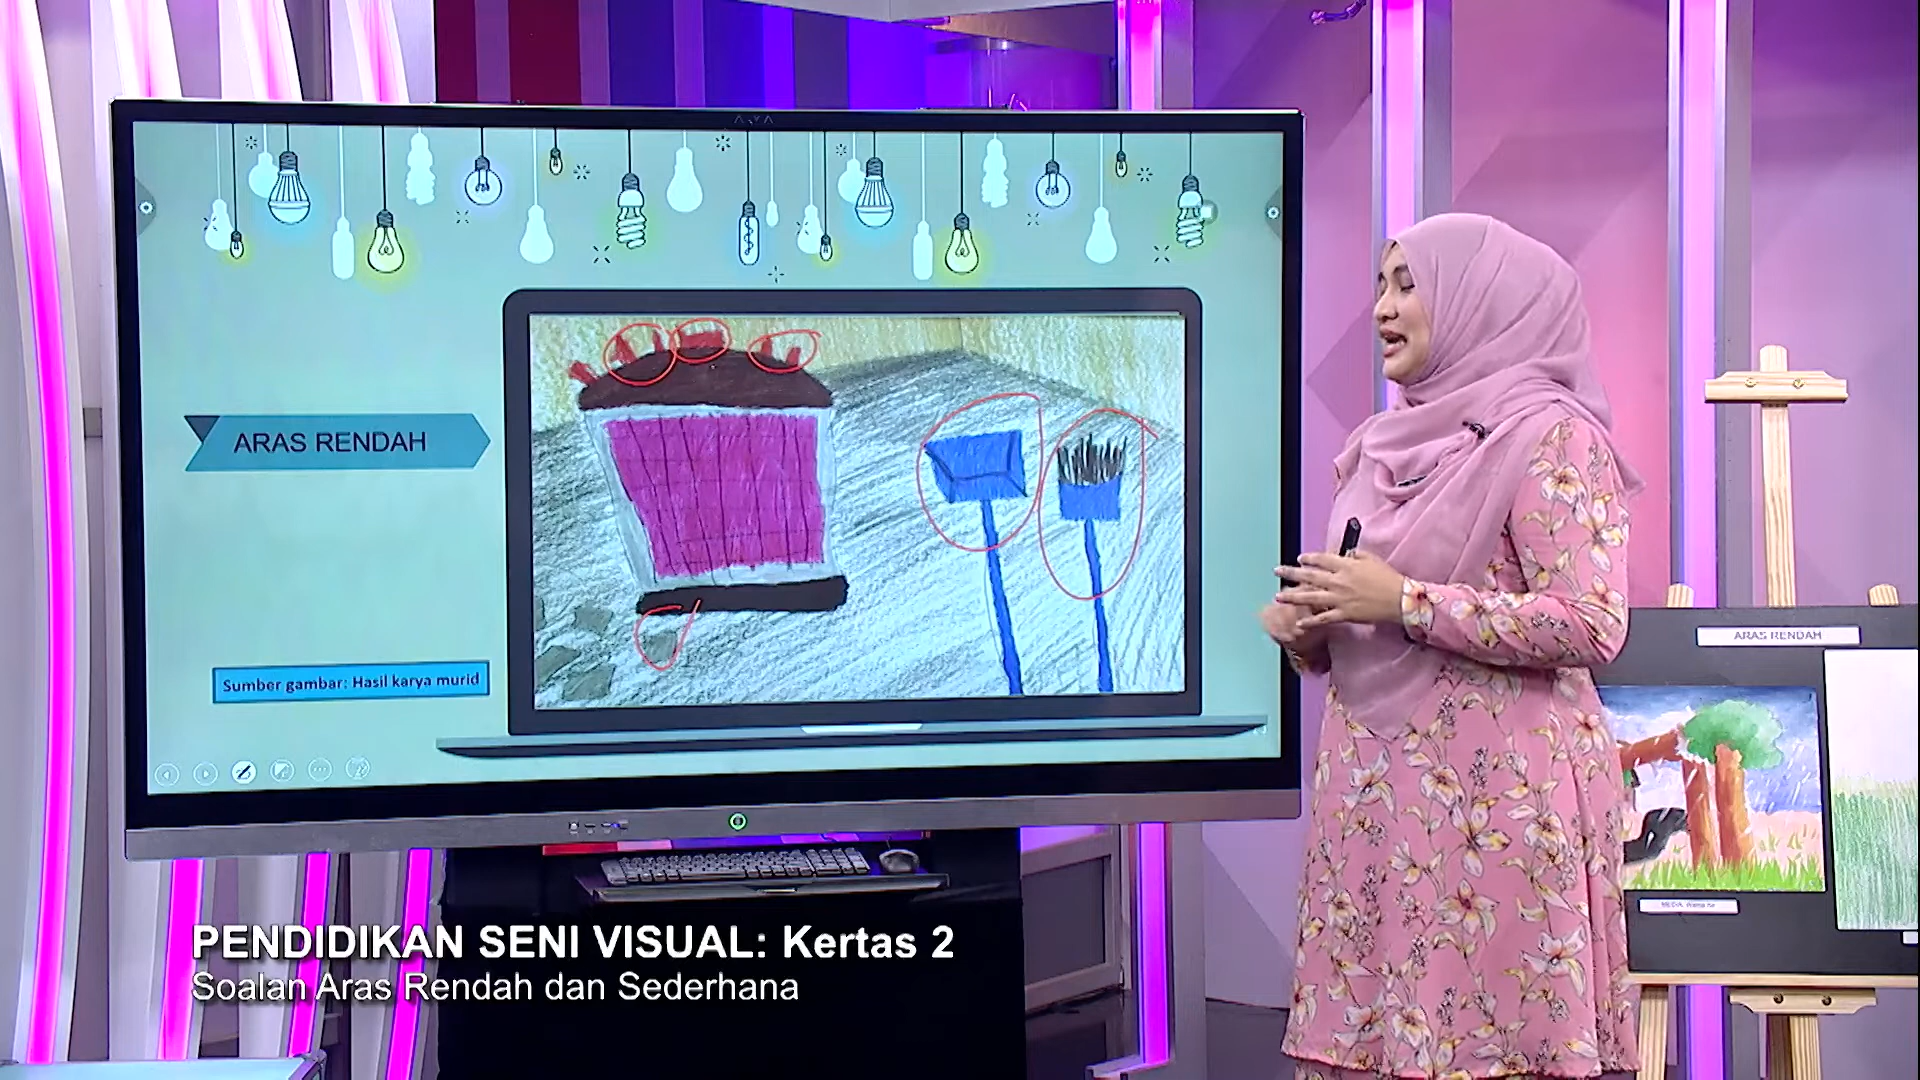 ARAS RENDAH
Sumber gambar: Hasil karya murid
ARAS RENDAH
PENDIDIKAN SENI VISUAL: Kertas 2
Soalan Aras Rendah dan Sederhana